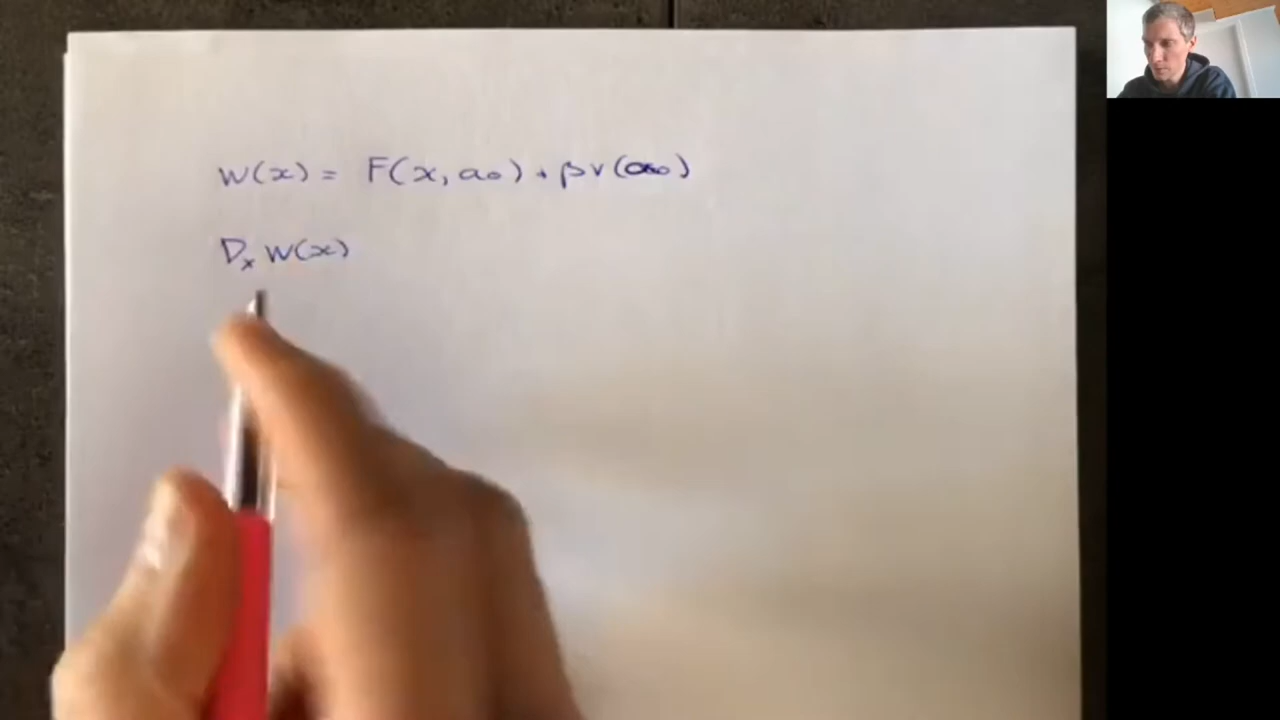 W(x) = F(x, a₀) + βV(a₀)
Dₓ W(x)